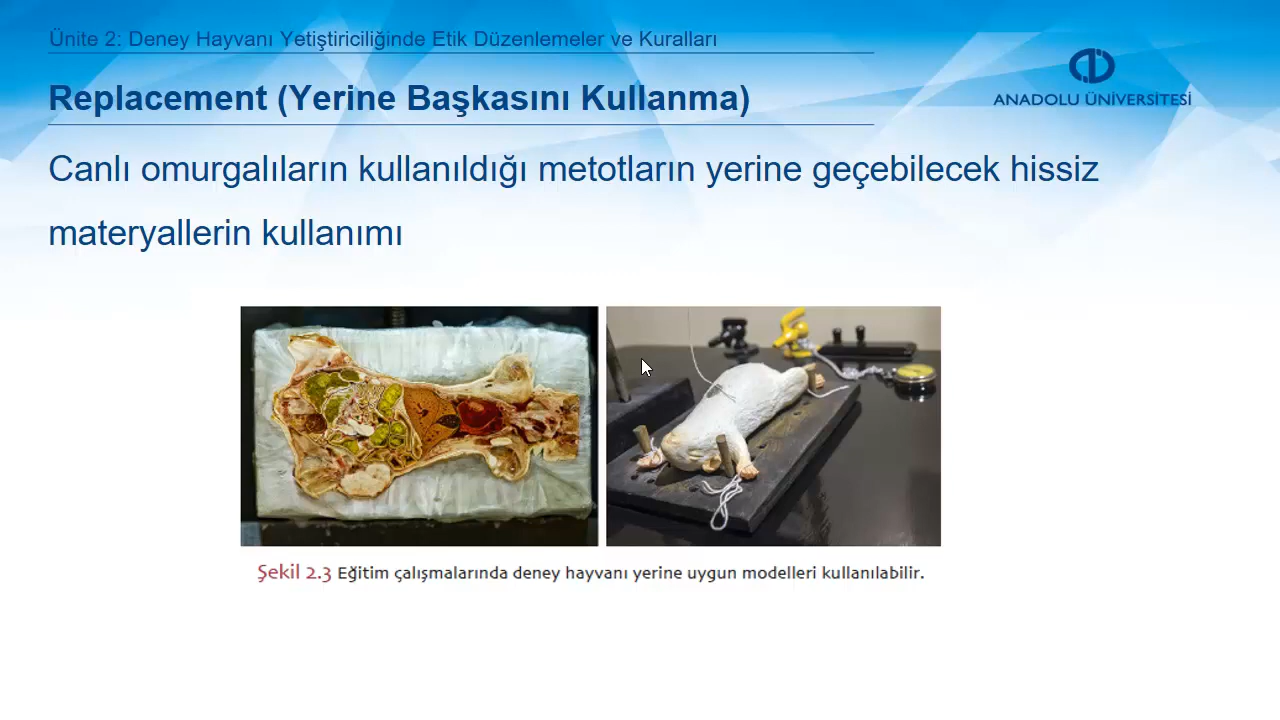 Ünite 2: Deney Hayvanı Yetiştiriciliğinde Etik Düzenlemeler ve Kuralları
ANADOLU ÜNİVERSİTESİ
Replacement (Yerine Başkasını Kullanma)
Canlı omurgalıların kullanıldığı metotların yerine geçebilecek hissiz
materyallerin kullanımı
Şekil 2.3 Eğitim çalışmalarında deney hayvanı yerine uygun modelleri kullanılabilir.